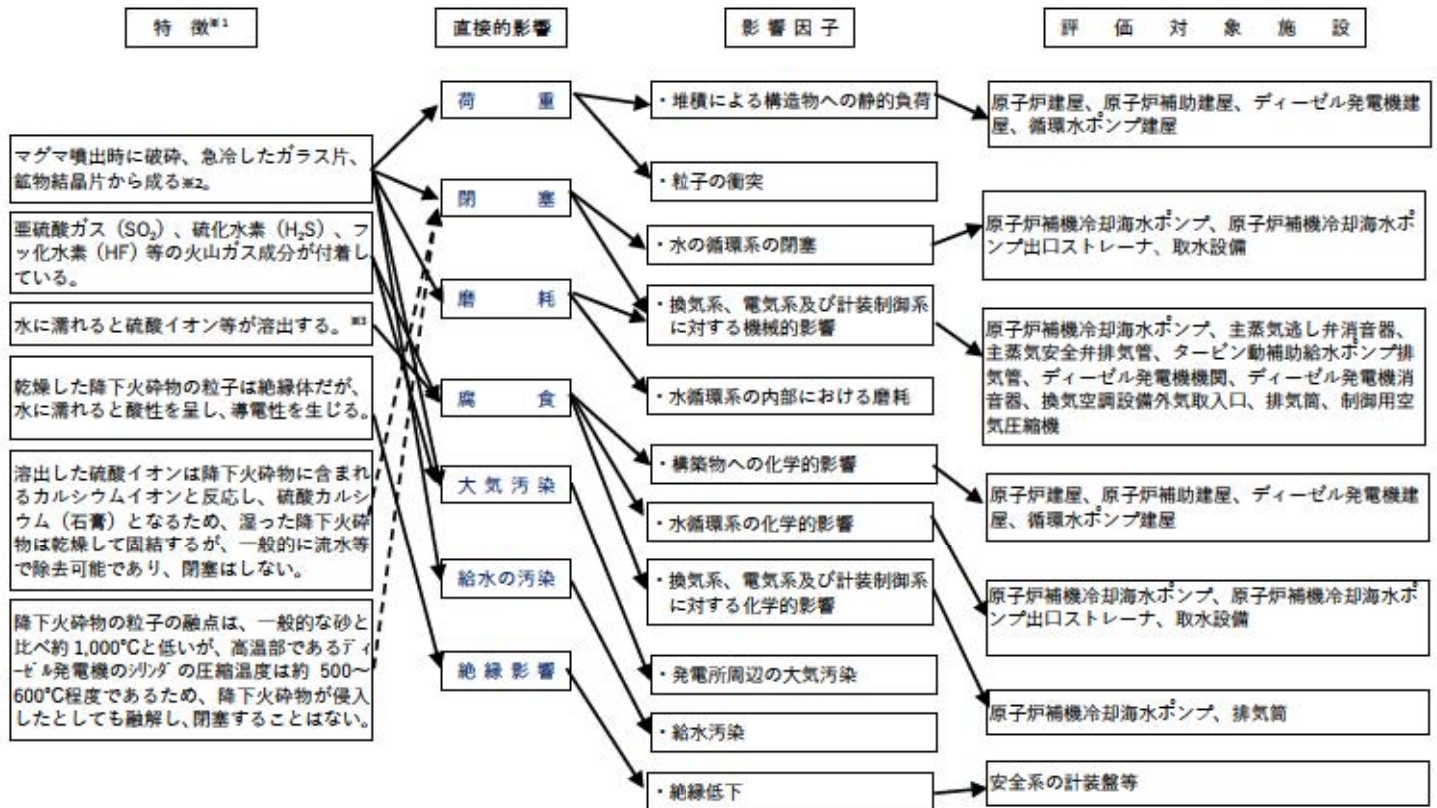 特 徴※1
直接的影響
影響因子
評 価 対 象 施 設
マグマ噴出時に破砕、急冷したガラス片、
鉱物結晶片から成る※2。
亜硫酸ガス（SO₂）、硫化水素（H₂S）、フ
ッ化水素（HF）等の火山ガス成分が付着し
ている。
水に濡れると硫酸イオン等が溶出する。※3
乾燥した降下火砕物の粒子は絶縁体だが、
水に濡れると酸性を呈し、導電性を生じる。
溶出した硫酸イオンは降下火砕物に含まれ
るカルシウムイオンと反応し、硫酸カルシ
ウム（石膏）となるため、湿った降下火砕
物は乾燥して固結するが、一般的に流水等
で除去可能であり、閉塞はしない。
降下火砕物の粒子の融点は、一般的な砂と
比べ約 1,000℃と低いが、高温部であるディ
ーゼル発電機のシリンダの圧縮温度は約 500～
600℃程度であるため、降下火砕物が侵入
したとしても融解し、閉塞することはない。
荷 重
閉 塞
磨 耗
腐 食
大気汚染
給水の汚染
絶縁影響
・堆積による構造物への静的負荷
・粒子の衝突
・水の循環系の閉塞
・換気系、電気系及び計装制御系
に対する機械的影響
・水循環系の内部における磨耗
・構築物への化学的影響
・水循環系の化学的影響
・換気系、電気系及び計装制御系
に対する化学的影響
・発電所周辺の大気汚染
・給水汚染
・絶縁低下
原子炉建屋、原子炉補助建屋、ディーゼル発電機建
屋、循環水ポンプ建屋
原子炉補機冷却海水ポンプ、原子炉補機冷却海水ポ
ンプ出口ストレーナ、取水設備
原子炉補機冷却海水ポンプ、主蒸気逃し弁消音器、
主蒸気安全弁排気管、タービン動補助給水ポンプ排
気管、ディーゼル発電機機関、ディーゼル発電機消
音器、換気空調設備外気取入口、排気筒、制御用空
気圧縮機
原子炉建屋、原子炉補助建屋、ディーゼル発電機建
屋、循環水ポンプ建屋
原子炉補機冷却海水ポンプ、原子炉補機冷却海水ポ
ンプ出口ストレーナ、取水設備
原子炉補機冷却海水ポンプ、排気筒
安全系の計装盤等